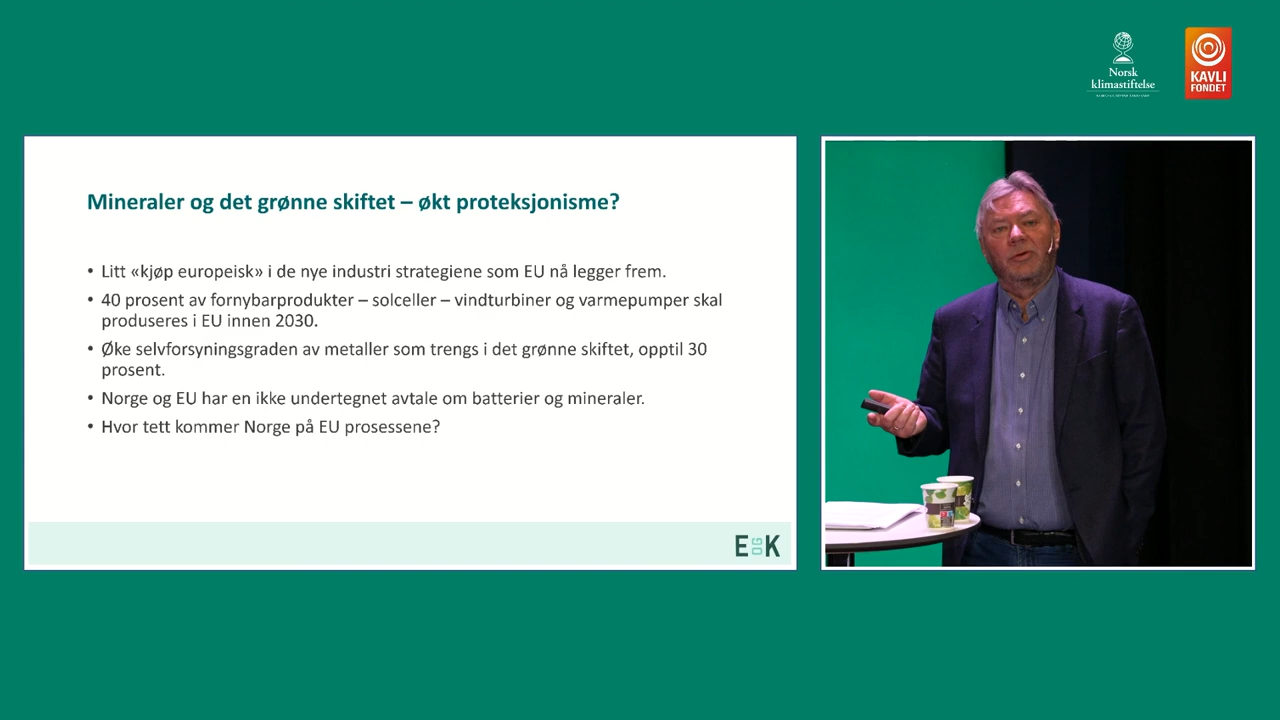 Norsk
klimastiftelse
KAVLI
FONDET
Mineraler og det grønne skiftet – økt proteksjonisme?
• Litt «kjøp europeisk» i de nye industri strategiene som EU nå legger frem.
• 40 prosent av fornybarprodukter – solceller – vindturbiner og varmepumper skal
produseres i EU innen 2030.
• Øke selvforsyningsgraden av metaller som trengs i det grønne skiftet, opptil 30
prosent.
• Norge og EU har en ikke undertegnet avtale om batterier og mineraler.
• Hvor tett kommer Norge på EU prosessene?
E OG K